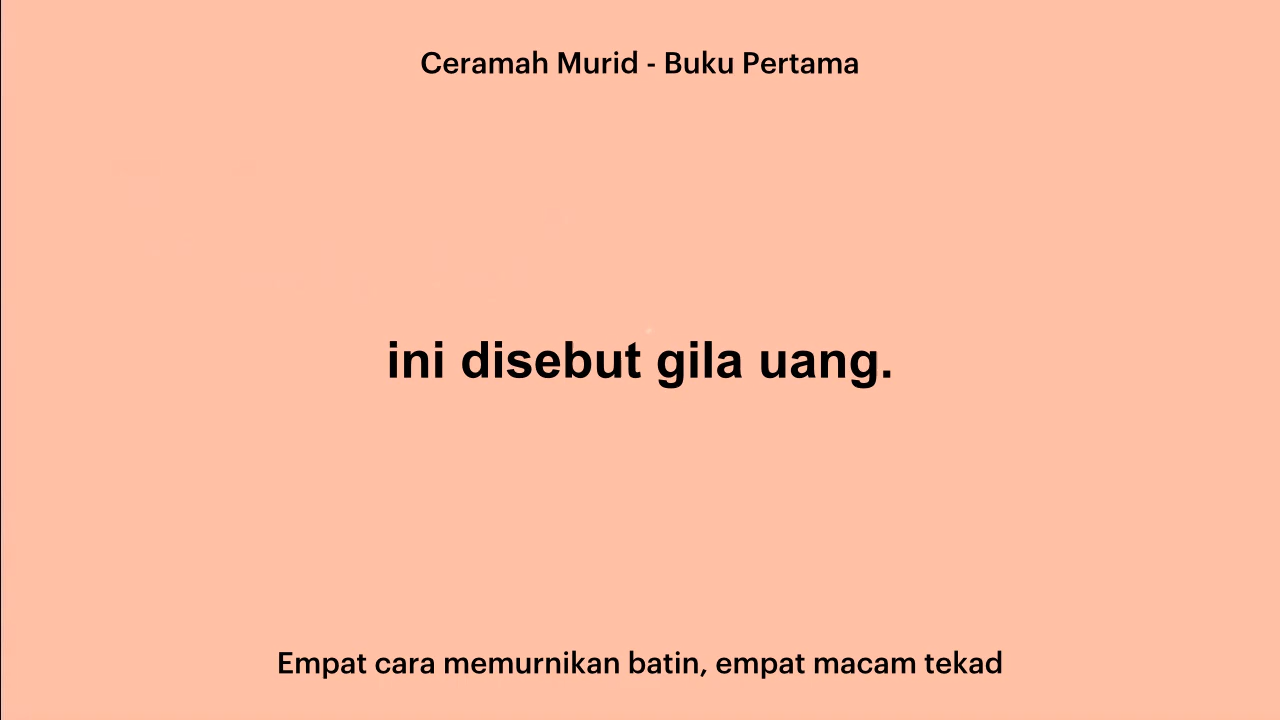 Ceramah Murid - Buku Pertama
ini disebut gila uang.
Empat cara memurnikan batin, empat macam tekad